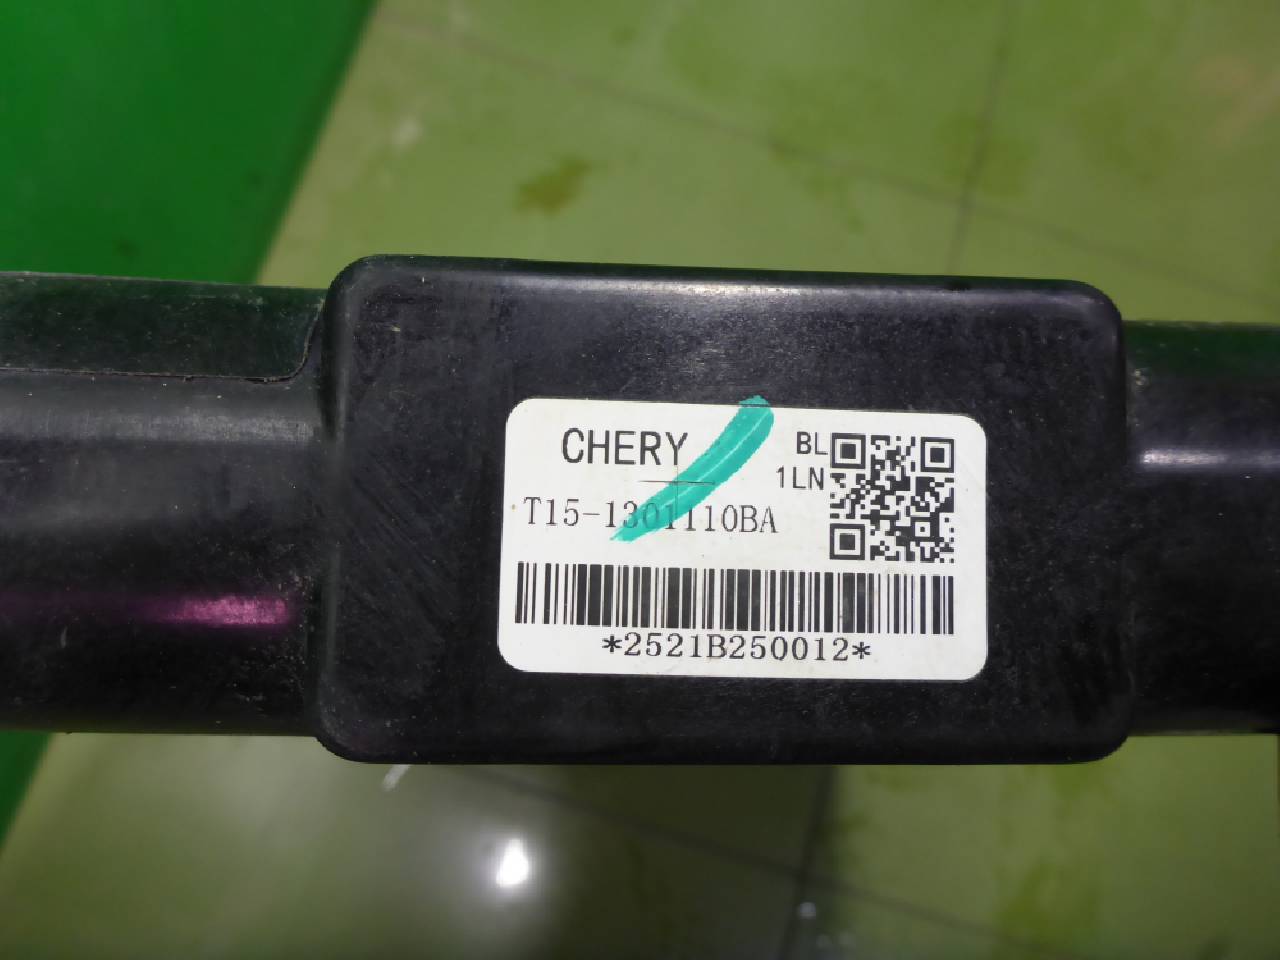 CHERY
BL
1LN
T15-1301110BA
*2521B250012*